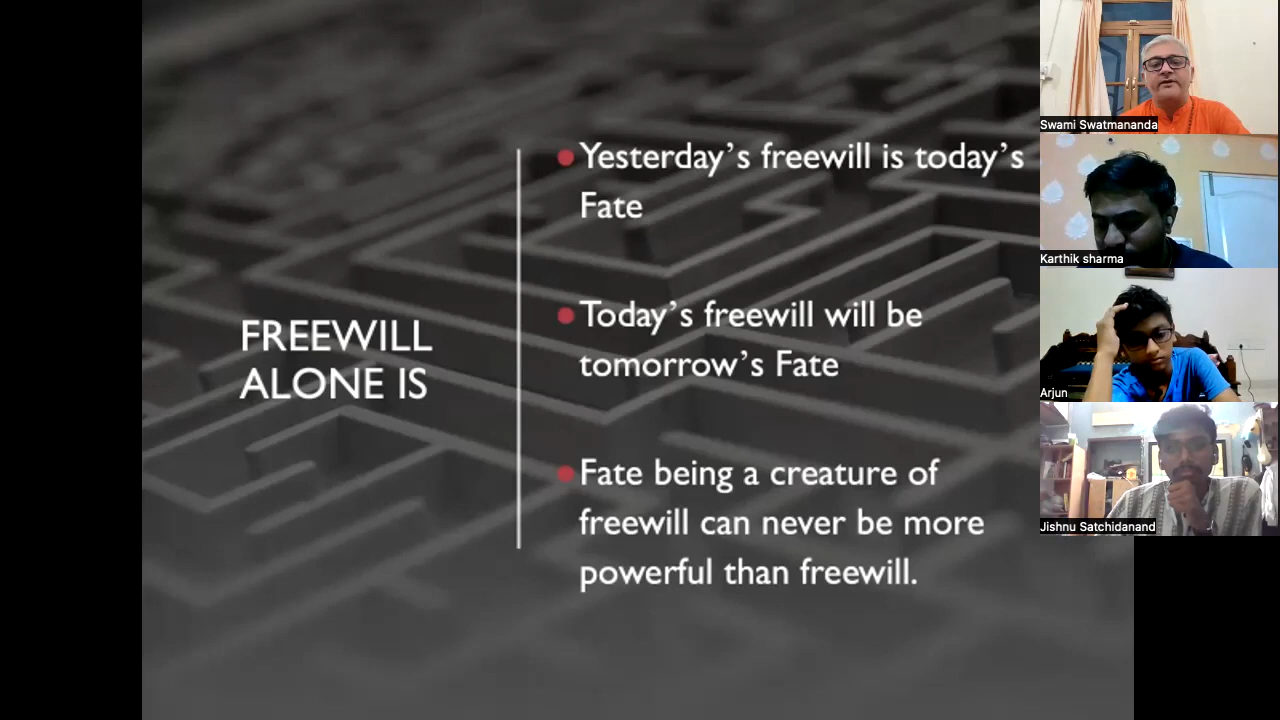 FREEWILL
ALONE IS
Yesterday's freewill is today's
Fate
Today's freewill will be
tomorrow's Fate
Fate being a creature of
freewill can never be more
powerful than freewill.
Swami Swatmananda
Karthik sharma
Arjun
Jishnu Satchidanand